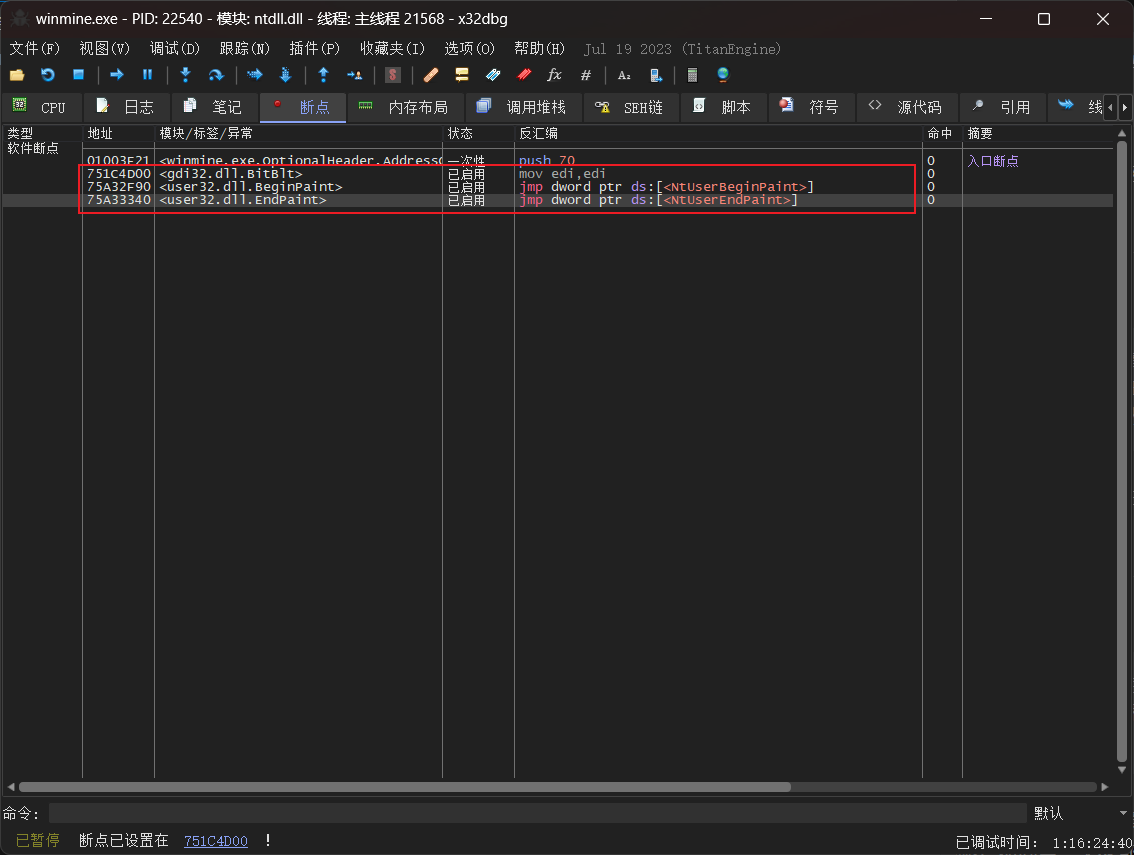 winmine.exe - PID: 22540 - 模块: ntdll.dll - 线程: 主线程 21568 - x32dbg
文件(F) 视图(V) 调试(D) 跟踪(N) 插件(P) 收藏夹(I) 选项(O) 帮助(H) Jul 19 2023 (TitanEngine)
CPU 日志 笔记 断点 内存布局 调用堆栈 SEH链 脚本 符号 源代码 引用 线
类型 地址 模块/标签/异常 状态 反汇编 命中 摘要
软件断点
01003E21 <winmine.exe.OptionalHeader.Address 一次性 push 70 0 入口断点
751C4D00 <gdi32.dll.BitBlt> 已启用 mov edi,edi 0
75A32F90 <user32.dll.BeginPaint> 已启用 jmp dword ptr ds:[<NtUserBeginPaint>] 0
75A33340 <user32.dll.EndPaint> 已启用 jmp dword ptr ds:[<NtUserEndPaint>] 0
命令: 默认
已暂停 断点已设置在 751C4D00 ! 已调试时间: 1:16:24:40